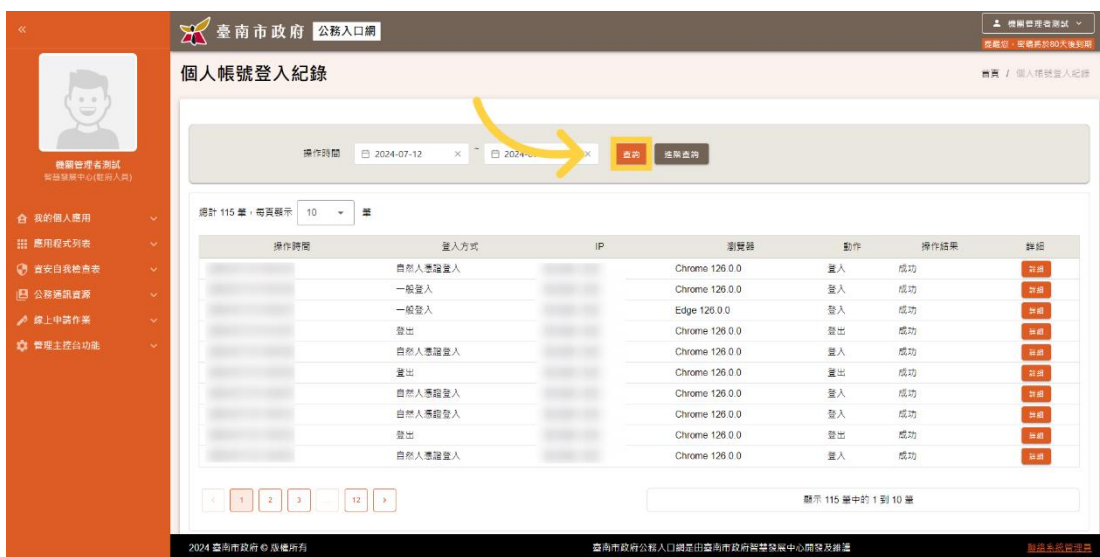 «
臺南市政府 公務入口網
機關管理者測試
提醒您，密碼將於80天後到期
個人帳號登入紀錄
首頁 / 個人帳號登入紀錄
機關管理者測試
智慧發展中心(駐府人員)
我的個人應用
應用程式列表
資安自我檢查表
公務通訊資源
線上申請作業
管理主控台功能
操作時間 2024-07-12 × ~ 2024- × 查詢 進階查詢
總計 115 筆，每頁顯示 10 筆
操作時間 登入方式 IP 瀏覽器 動作 操作結果 詳細
自然人憑證登入 Chrome 126.0.0 登入 成功 詳細
一般登入 Chrome 126.0.0 登入 成功 詳細
一般登入 Edge 126.0.0 登入 成功 詳細
登出 Chrome 126.0.0 登出 成功 詳細
自然人憑證登入 Chrome 126.0.0 登入 成功 詳細
登出 Chrome 126.0.0 登出 成功 詳細
自然人憑證登入 Chrome 126.0.0 登入 成功 詳細
自然人憑證登入 Chrome 126.0.0 登入 成功 詳細
登出 Chrome 126.0.0 登出 成功 詳細
自然人憑證登入 Chrome 126.0.0 登入 成功 詳細
‹ 1 2 3 ... 12 ›
顯示 115 筆中的 1 到 10 筆
2024 臺南市政府 © 版權所有
臺南市政府公務入口網是由臺南市政府智慧發展中心開發及維護
聯絡系統管理員